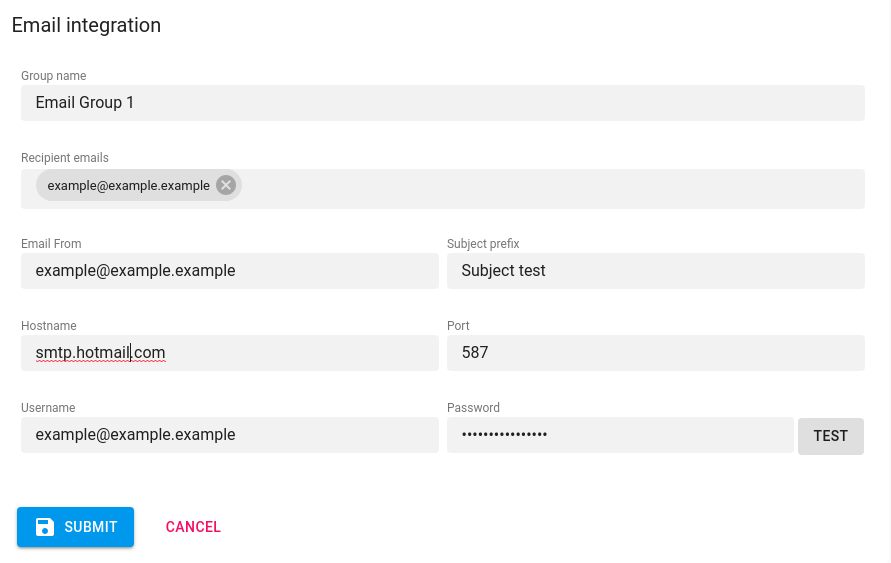 Email integration
Group name
Email Group 1
Recipient emails
example@example.example
Email From
Subject prefix
example@example.example
Subject test
Hostname
Port
smtp.hotmail.com
587
Username
Password
example@example.example
••••••••••••••••
TEST
SUBMIT
CANCEL